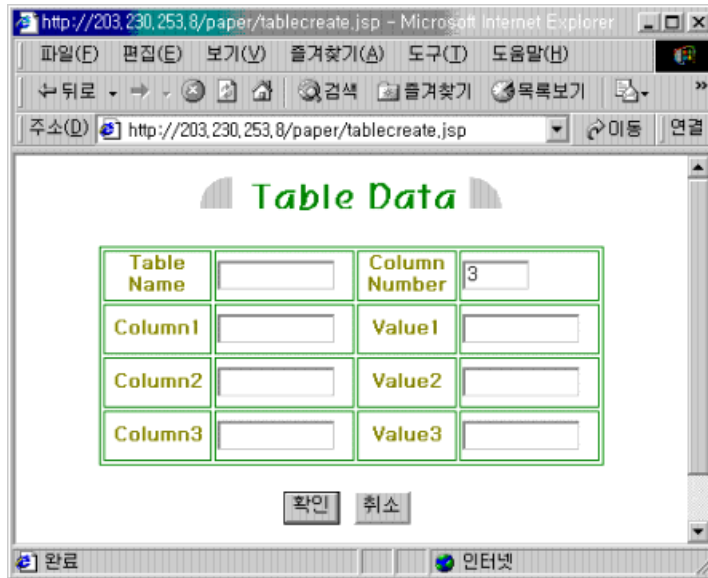 http://203,230,253,8/paper/tablecreate,jsp - Microsoft Internet Explorer
파일(F) 편집(E) 보기(V) 즐겨찾기(A) 도구(T) 도움말(H)
뒤로 검색 즐겨찾기 목록보기 »
주소(D) http://203,230,253,8/paper/tablecreate,jsp 이동 연결
Table Data
Table Name Column Number 3
Column1 Value1
Column2 Value2
Column3 Value3
확인 취소
완료 인터넷